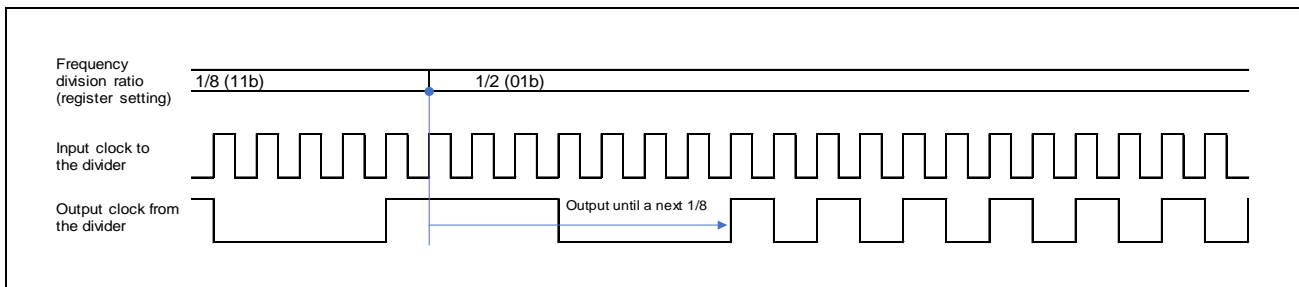 Frequency
division ratio
(register setting)
1/8 (11b)
1/2 (01b)
Input clock to
the divider
Output clock from
the divider
Output until a next 1/8